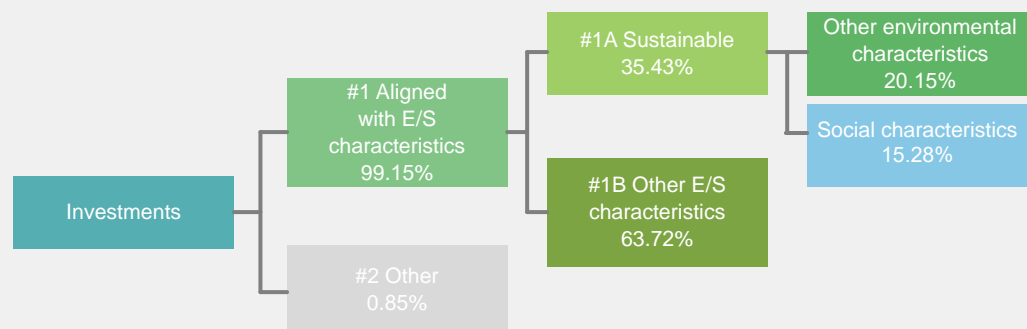 Investments
#1 Aligned
with E/S
characteristics
99.15%
#2 Other
0.85%
#1A Sustainable
35.43%
#1B Other E/S
characteristics
63.72%
Other environmental
characteristics
20.15%
Social characteristics
15.28%